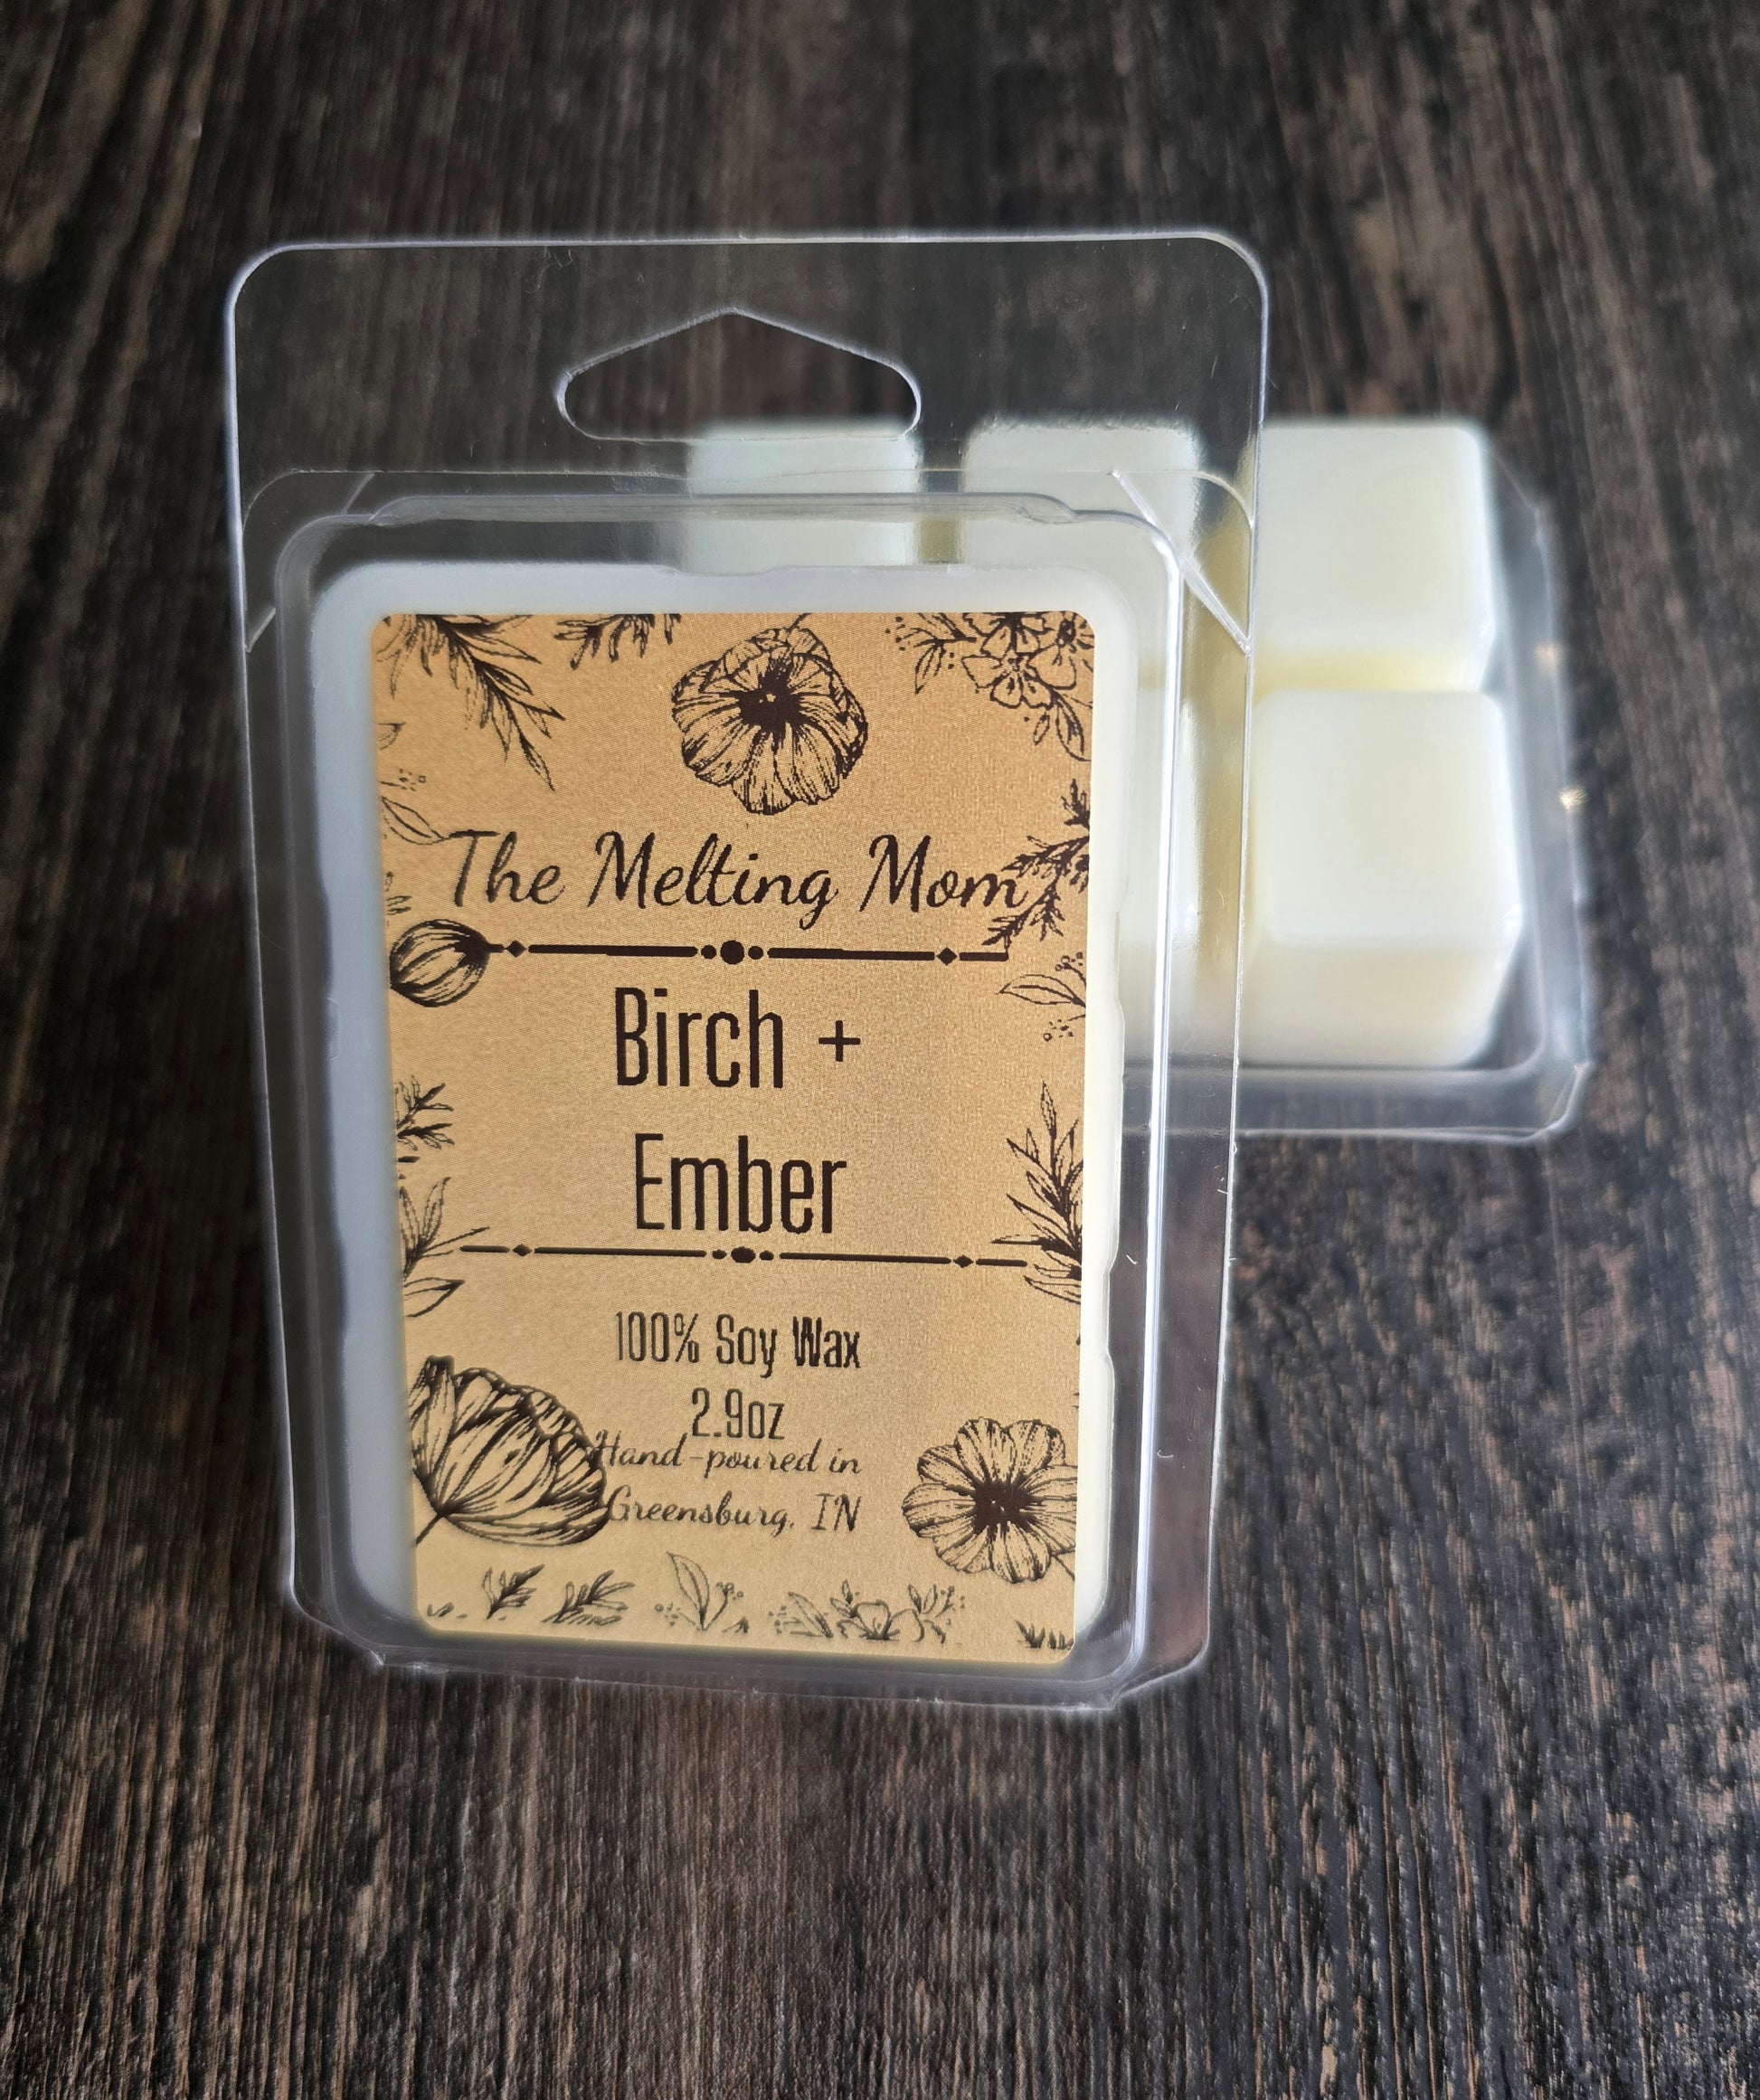 The Melting Mom
Birch +
Ember
100% Soy Wax
2.9oz
Hand-poured in
Greensburg, IN